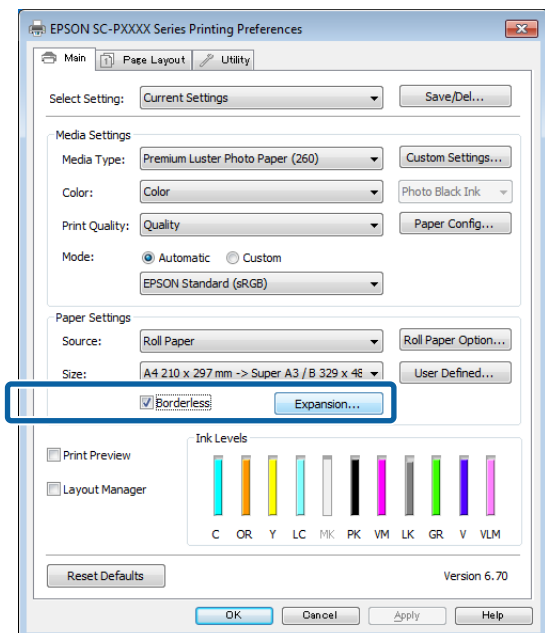 EPSON SC-PXXXX Series Printing Preferences
Main Page Layout Utility
Select Setting: Current Settings Save/Del...
Media Settings
Media Type: Premium Luster Photo Paper (260) Custom Settings...
Color: Color Photo Black Ink
Print Quality: Quality Paper Config...
Mode: Automatic Custom
EPSON Standard (sRGB)
Paper Settings
Source: Roll Paper Roll Paper Option...
Size: A4 210 x 297 mm -> Super A3 / B 329 x 48 User Defined...
Borderless Expansion...
Ink Levels
Print Preview
Layout Manager
C OR Y LC MK PK VM LK GR V VLM
Reset Defaults Version 6.70
OK Cancel Apply Help